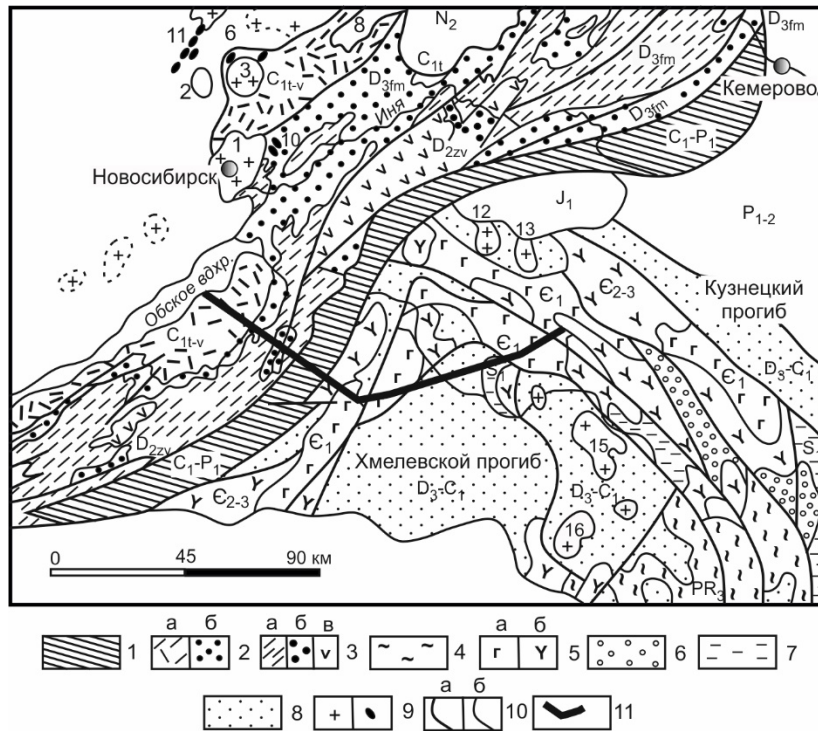 11
6
8
N₂
D₃fm
3
2
C₁t-v
D₃fm
C₁t
D₃fm
Кемерово
Иня
D₃fm
1
10
D₂zv
C₁-P₁
Новосибирск
J₁
12
13
P₁₋₂
Обское вдхр.
Є₁
Є₂₋₃
Кузнецкий
прогиб
C₁t-v
Є₁
S₁
D₃-C₁
Є₁
D₂zv
Є₁
15
S₁
C₁-P₁
Хмелевской прогиб
D₃-C₁
D₃-C₁
Є₂₋₃
16
PR₃
0 45 90 км
а б а б в а б
1 2 3 4 5 6 7
а б
8 9 10 11